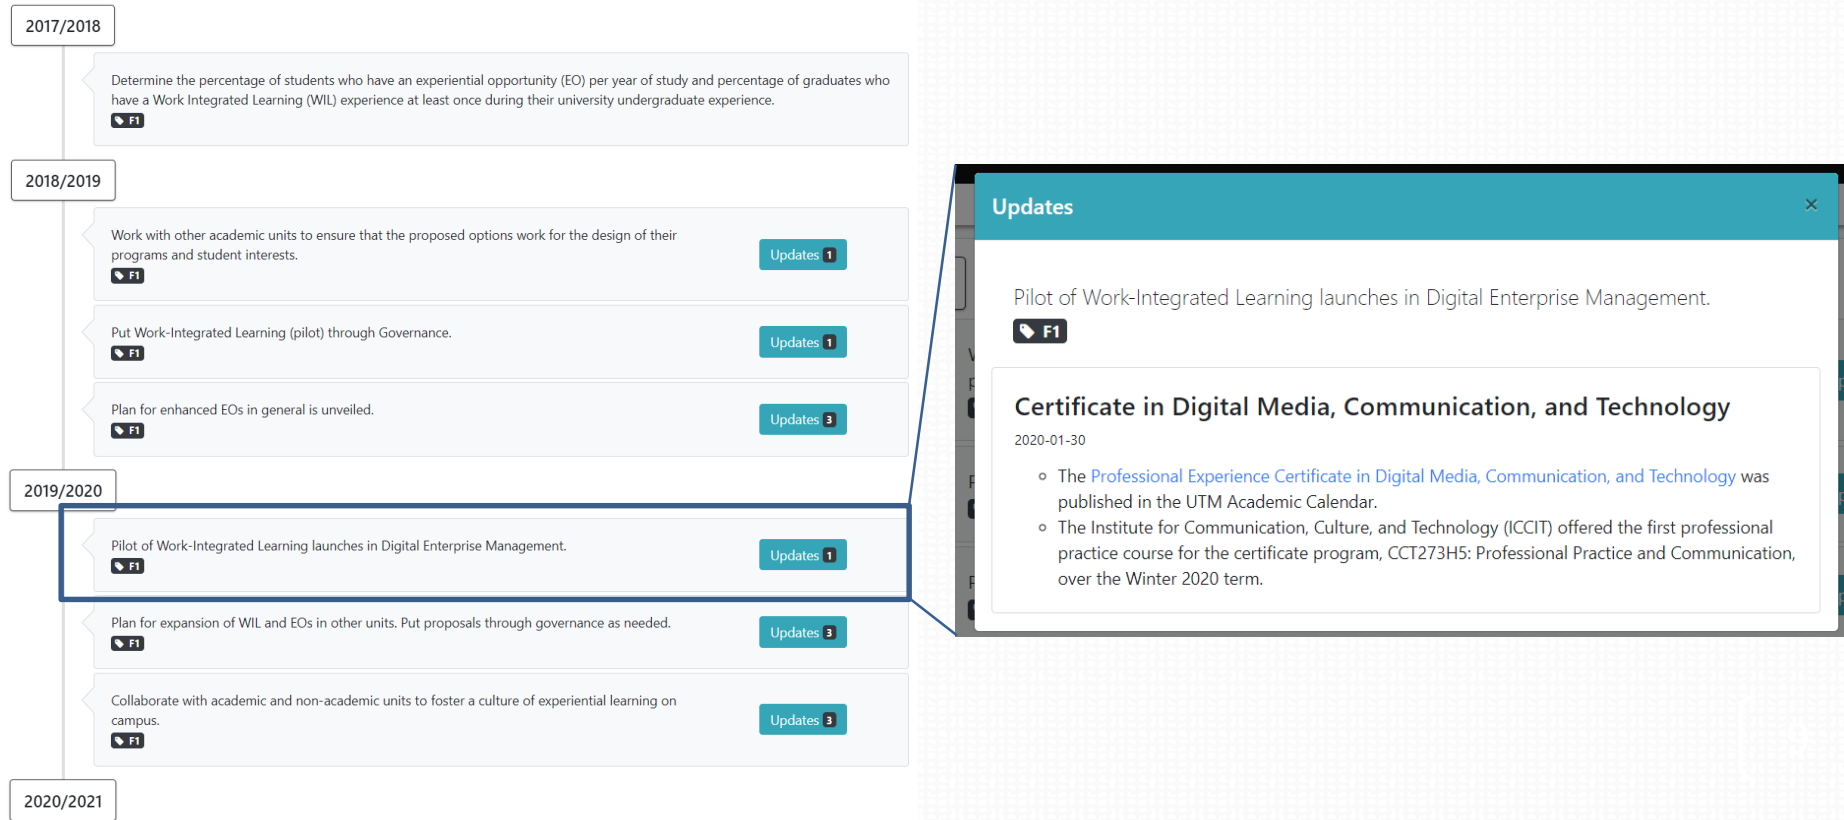 2017/2018
Determine the percentage of students who have an experiential opportunity (EO) per year of study and percentage of graduates who
have a Work Integrated Learning (WIL) experience at least once during their university undergraduate experience.
F1
2018/2019
Work with other academic units to ensure that the proposed options work for the design of their
programs and student interests.
F1
Updates 1
Put Work-Integrated Learning (pilot) through Governance.
F1
Updates 1
Plan for enhanced EOs in general is unveiled.
F1
Updates 3
2019/2020
Pilot of Work-Integrated Learning launches in Digital Enterprise Management.
F1
Updates 1
Plan for expansion of WIL and EOs in other units. Put proposals through governance as needed.
F1
Updates 3
Collaborate with academic and non-academic units to foster a culture of experiential learning on
campus.
F1
Updates 3
2020/2021
Updates ×
Pilot of Work-Integrated Learning launches in Digital Enterprise Management.
F1
Certificate in Digital Media, Communication, and Technology
2020-01-30
The Professional Experience Certificate in Digital Media, Communication, and Technology was
published in the UTM Academic Calendar.
The Institute for Communication, Culture, and Technology (ICCIT) offered the first professional
practice course for the certificate program, CCT273H5: Professional Practice and Communication,
over the Winter 2020 term.